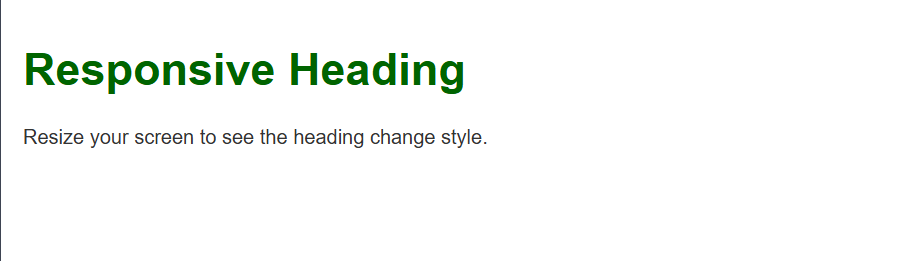 Responsive Heading
Resize your screen to see the heading change style.